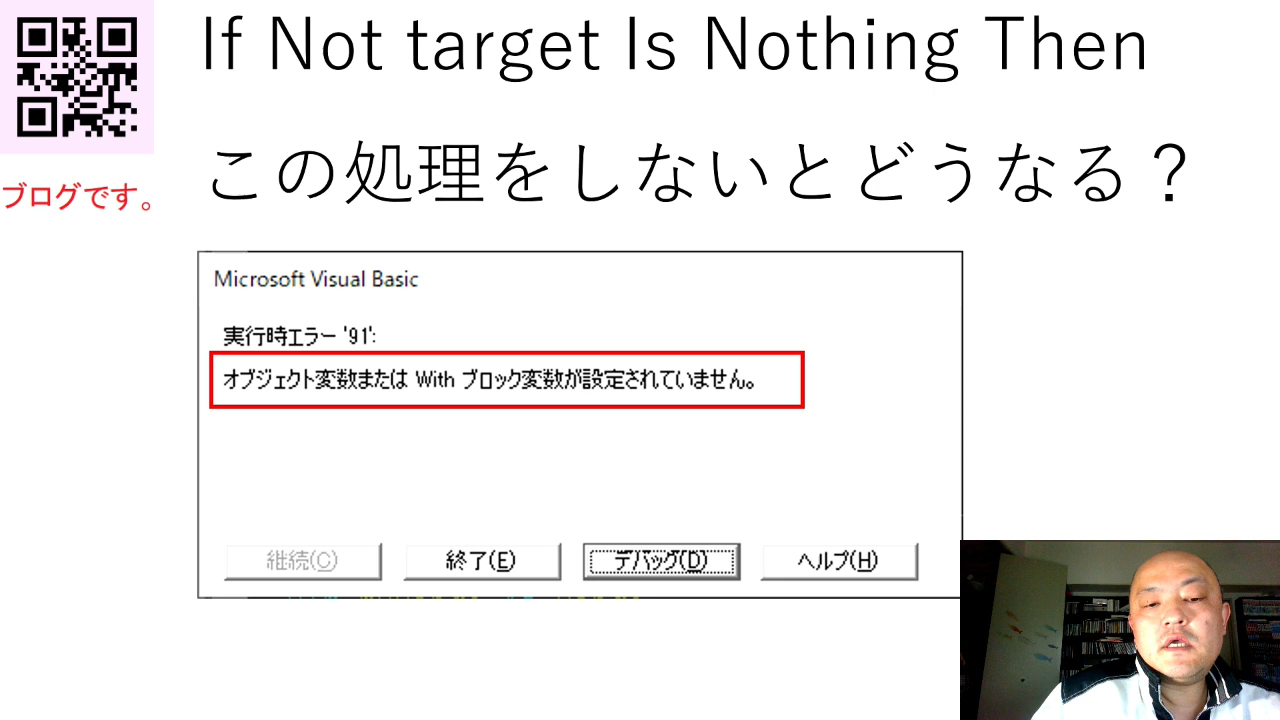 If Not target Is Nothing Then
この処理をしないとどうなる？
ブログです。
Microsoft Visual Basic
実行時エラー '91':
オブジェクト変数または With ブロック変数が設定されていません。
継続(C)
終了(E)
デバッグ(D)
ヘルプ(H)